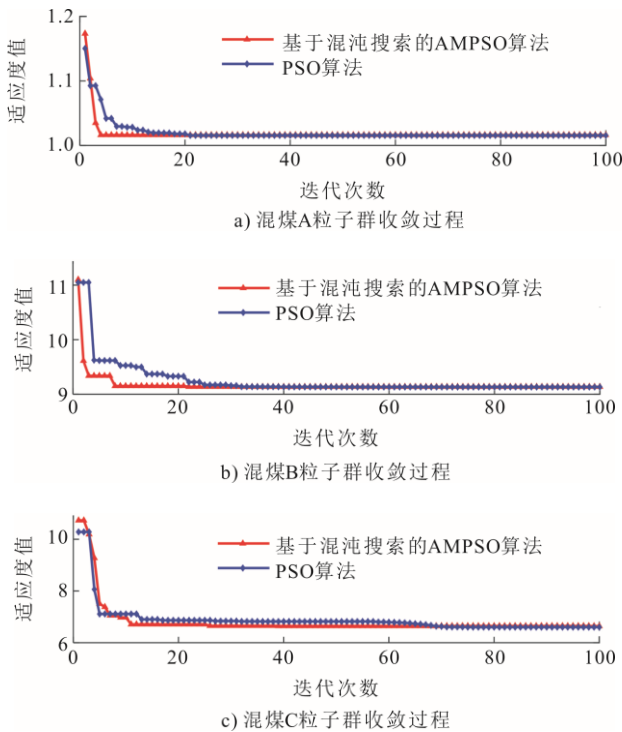 1.2
基于混沌搜索的AMPSO算法
PSO算法
适应度值
1.1
1.0
0 20 40 60 80 100
迭代次数
a) 混煤A粒子群收敛过程
11
基于混沌搜索的AMPSO算法
PSO算法
适应度值
10
9
0 20 40 60 80 100
迭代次数
b) 混煤B粒子群收敛过程
10
基于混沌搜索的AMPSO算法
PSO算法
适应度值
8
6
0 20 40 60 80 100
迭代次数
c) 混煤C粒子群收敛过程